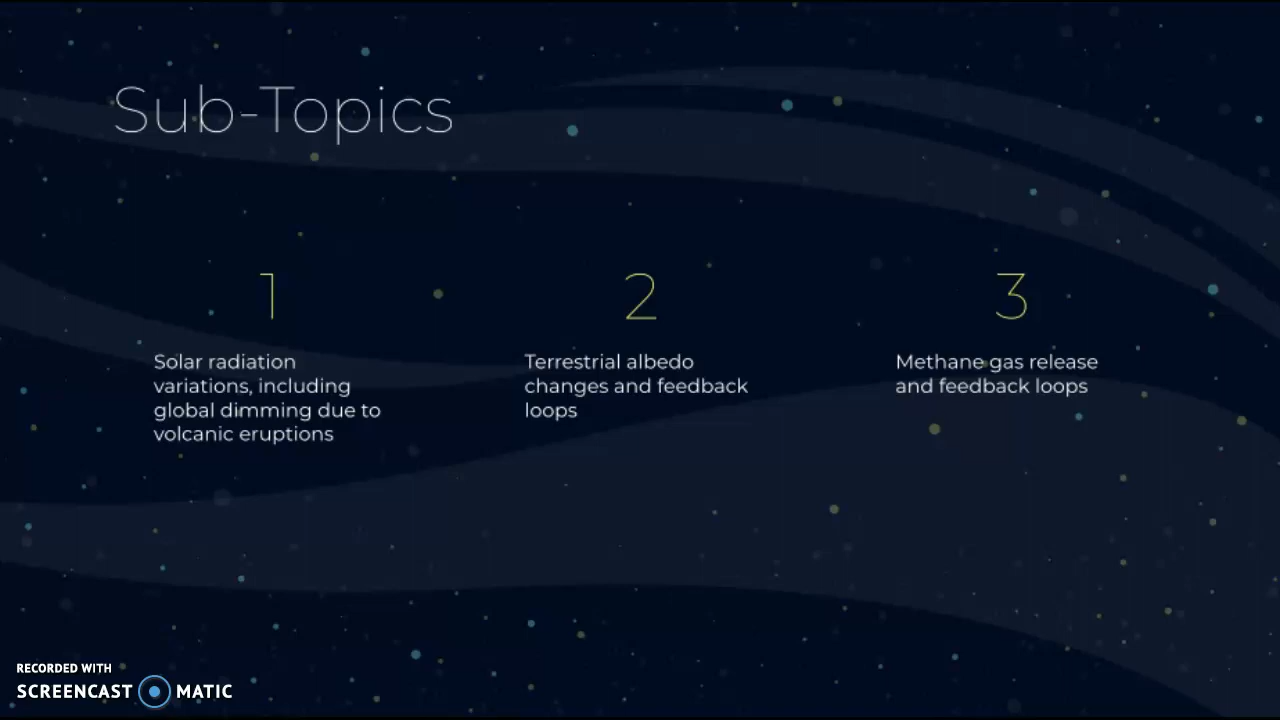 Sub-Topics
1
Solar radiation
variations, including
global dimming due to
volcanic eruptions
2
Terrestrial albedo
changes and feedback
loops
3
Methane gas release
and feedback loops
RECORDED WITH
SCREENCAST MATIC